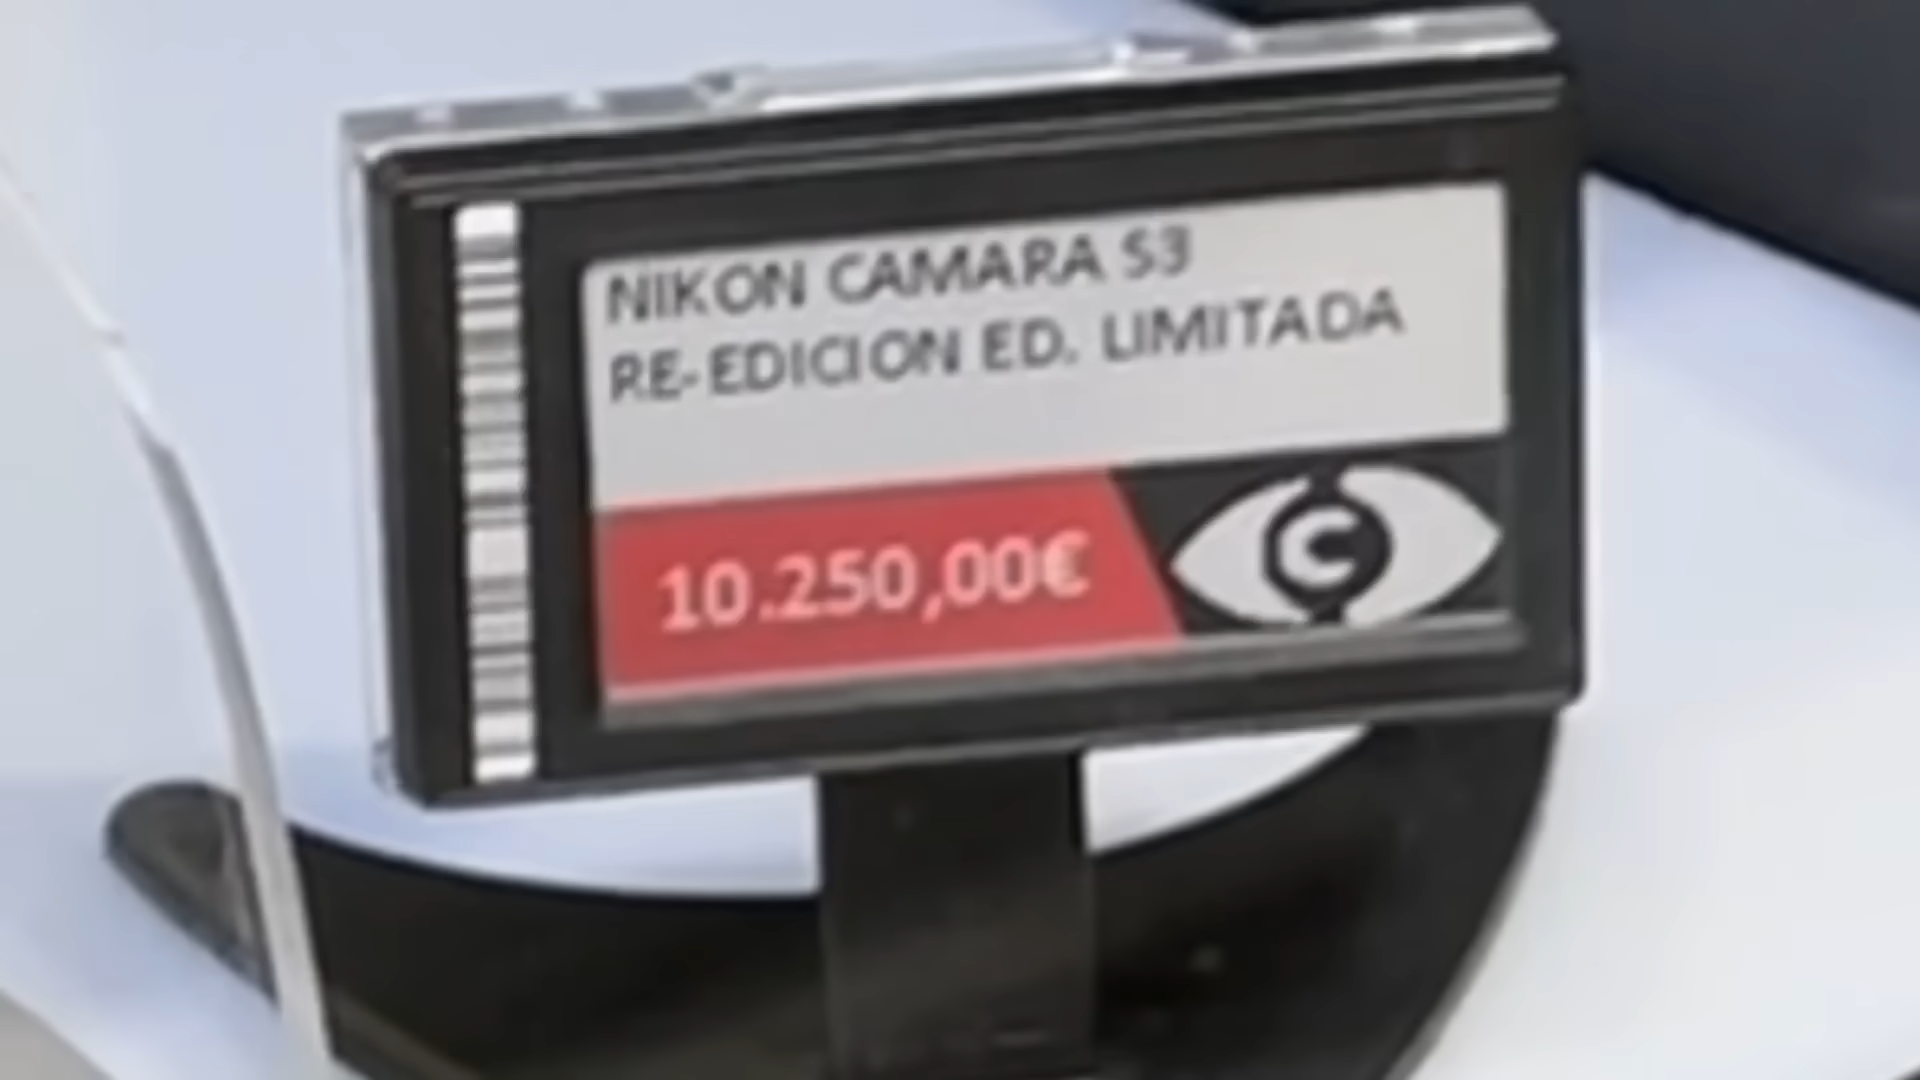 NIKON CAMARA S3
RE-EDICION ED. LIMITADA
10.250,00€
C